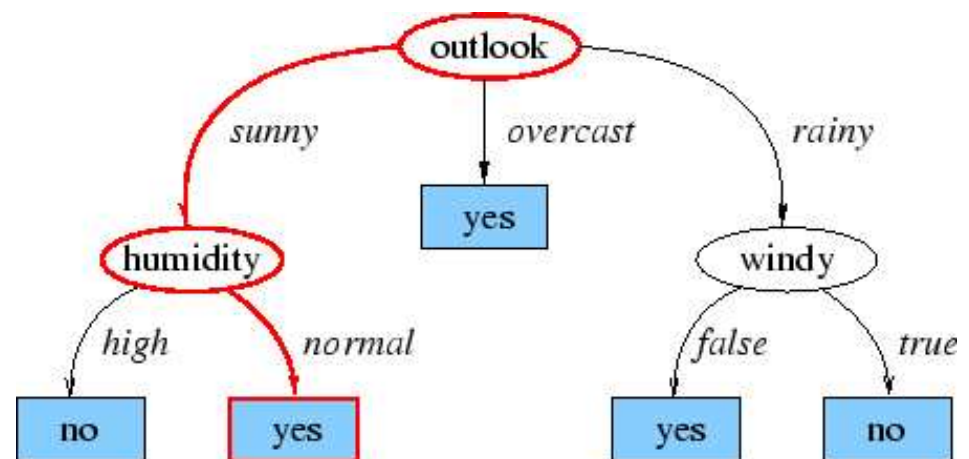 outlook
sunny
overcast
rainy
yes
humidity
windy
high
normal
false
true
no
yes
yes
no